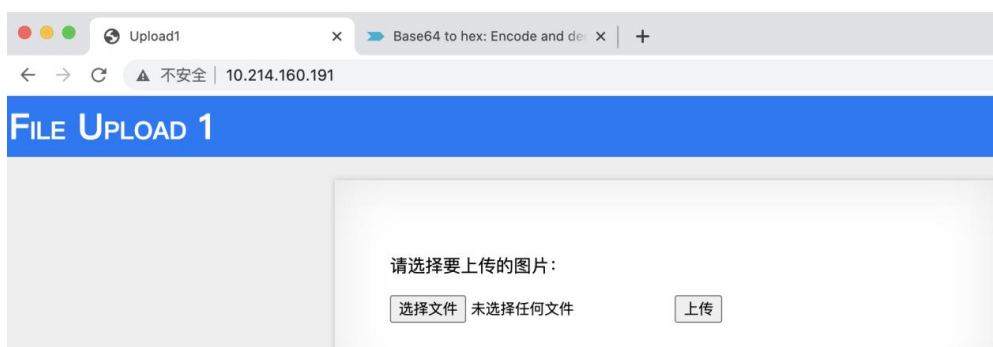 Upload1
Base64 to hex: Encode and de
不安全 | 10.214.160.191
FILE UPLOAD 1
请选择要上传的图片：
选择文件 未选择任何文件 上传